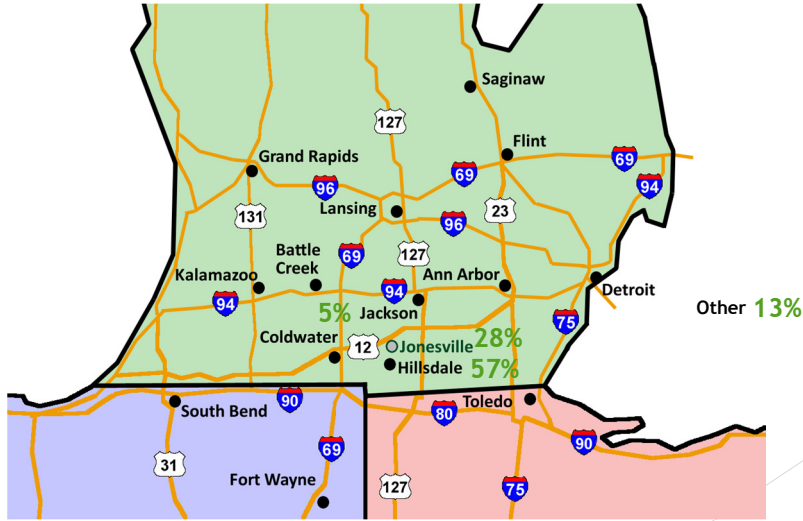 Saginaw
127
Flint
Grand Rapids
69
69
96
94
131
Lansing
23
96
Battle
Creek
69
127
Kalamazoo
94
Ann Arbor
94
Detroit
5%
Jackson
75
Other 13%
Coldwater
12
Jonesville 28%
Hillsdale 57%
90
South Bend
80
Toledo
90
31
69
Fort Wayne
127
75